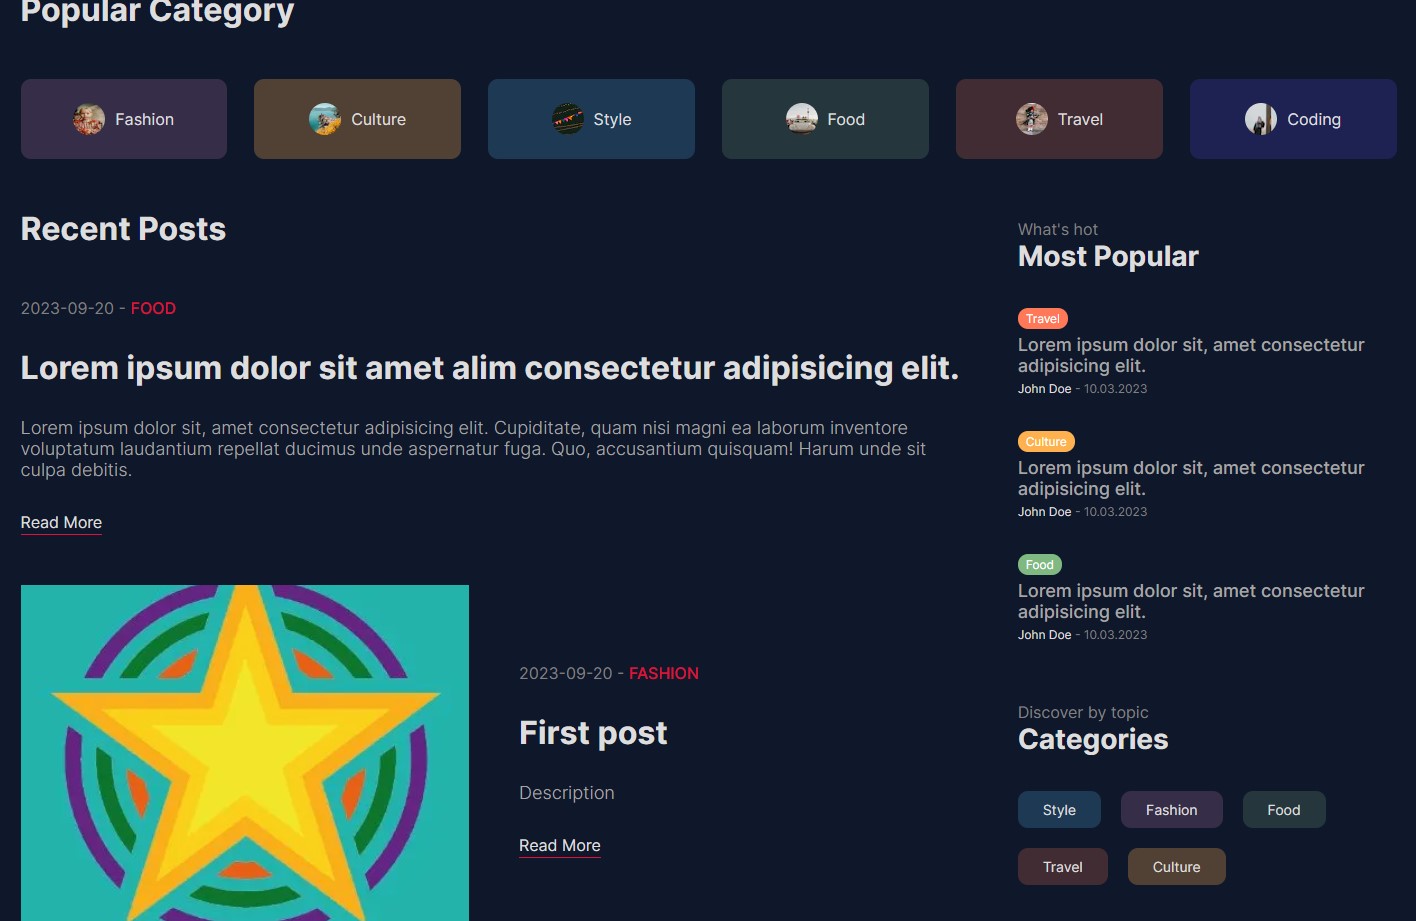 Popular Category
Fashion
Culture
Style
Food
Travel
Coding
Recent Posts
2023-09-20 - FOOD
Lorem ipsum dolor sit amet alim consectetur adipisicing elit.
Lorem ipsum dolor sit, amet consectetur adipisicing elit. Cupiditate, quam nisi magni ea laborum inventore
voluptatum laudantium repellat ducimus unde aspernatur fuga. Quo, accusantium quisquam! Harum unde sit
culpa debitis.
Read More
2023-09-20 - FASHION
First post
Description
Read More
What's hot
Most Popular
Travel
Lorem ipsum dolor sit, amet consectetur
adipisicing elit.
John Doe - 10.03.2023
Culture
Lorem ipsum dolor sit, amet consectetur
adipisicing elit.
John Doe - 10.03.2023
Food
Lorem ipsum dolor sit, amet consectetur
adipisicing elit.
John Doe - 10.03.2023
Discover by topic
Categories
Style
Fashion
Food
Travel
Culture